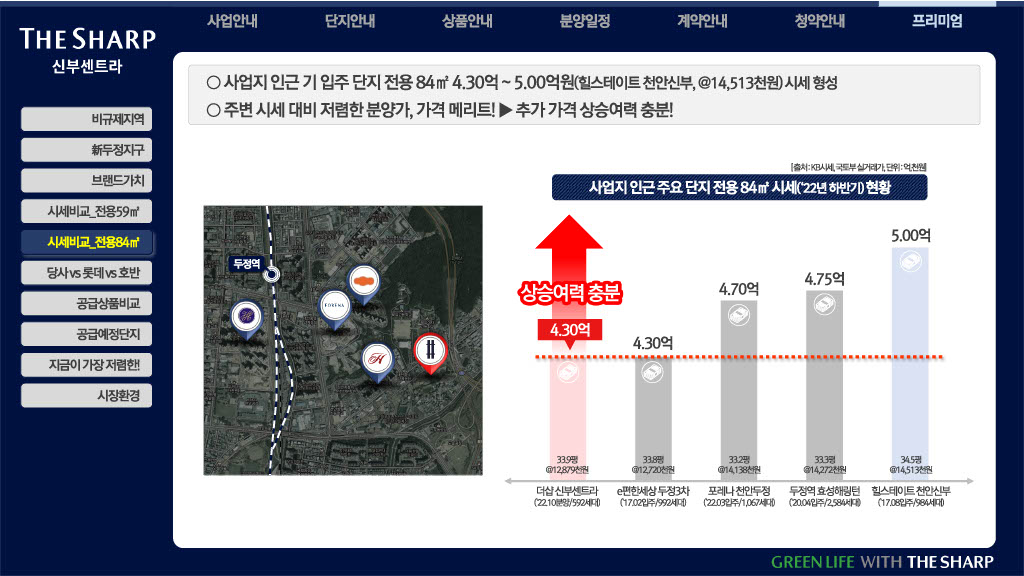 사업안내 단지안내 상품안내 분양일정 계약안내 청약안내 프리미엄
THE SHARP
신부센트라
비규제지역
新두정지구
브랜드가치
시세비교_전용59㎡
시세비교_전용84㎡
당사 vs 롯데 vs 호반
공급상품비교
공급예정단지
지금이 가장 저렴한!
시장환경
○ 사업지 인근 기 입주 단지 전용 84㎡ 4.30억 ~ 5.00억원(힐스테이트 천안신부, @14,513천원) 시세 형성
○ 주변 시세 대비 저렴한 분양가, 가격 메리트! ▶ 추가 가격 상승여력 충분!
[출처 : KB시세, 국토부 실거래가, 단위 : 억,천원]
사업지 인근 주요 단지 전용 84㎡ 시세('22년 하반기) 현황
두정역
FORENA
H
상승여력 충분
4.30억
4.30억
4.70억
4.75억
5.00억
33.9평 33.8평 33.2평 33.3평 34.5평
@12,879천원 @12,720천원 @14,138천원 @14,272천원 @14,513천원
더샵 신부센트라 e편한세상 두정3차 포레나 천안두정 두정역 효성해링턴 힐스테이트 천안신부
('22.10분양/592세대) ('17.02입주/992세대) ('22.03입주/1,067세대) ('20.04입주/2,584세대) ('17.08입주/984세대)
GREEN LIFE WITH THE SHARP